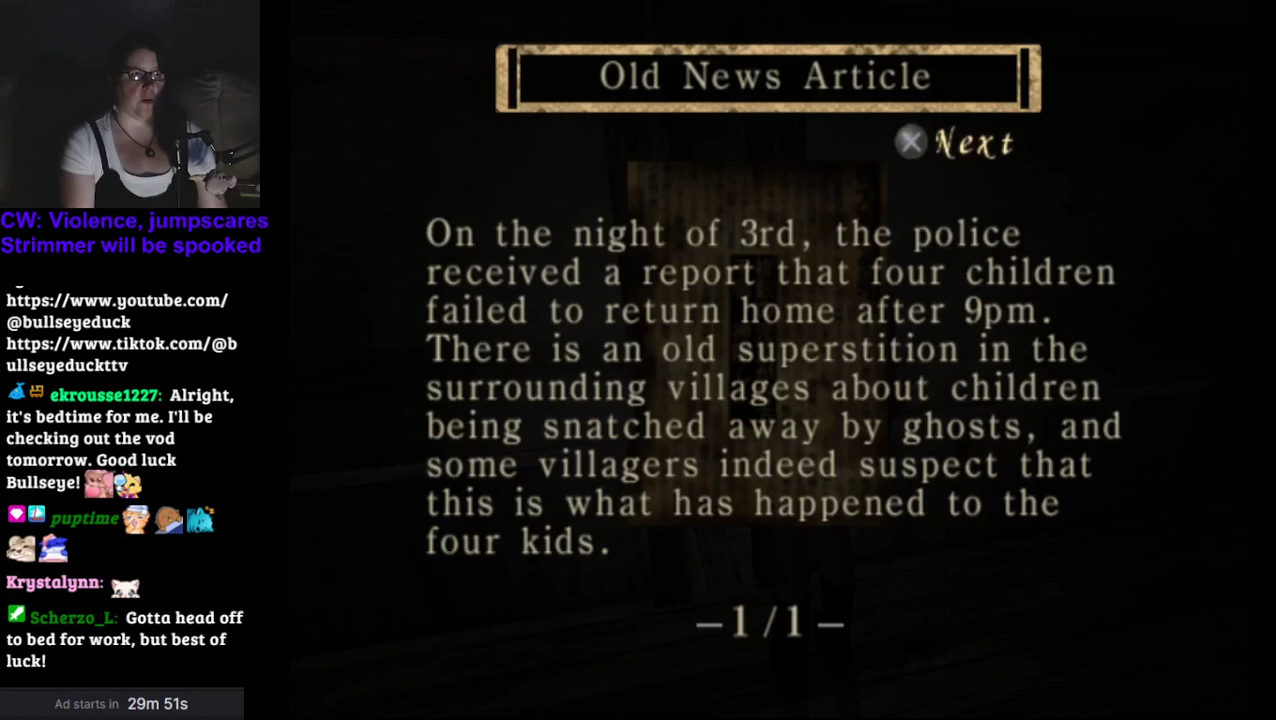 Old News Article
Next
On the night of 3rd, the police
received a report that four children
failed to return home after 9pm.
There is an old superstition in the
surrounding villages about children
being snatched away by ghosts, and
some villagers indeed suspect that
this is what has happened to the
four kids.
–1/1–
CW: Violence, jumpscares
Strimmer will be spooked
https://www.youtube.com/
@bullseyeduck
https://www.tiktok.com/@b
ullseyeduckttv
ekrousse1227: Alright,
it's bedtime for me. I'll be
checking out the vod
tomorrow. Good luck
Bullseye!
puptime
Krystalynn:
Scherzo_L: Gotta head off
to bed for work, but best of
luck!
Ad starts in 29m 51s